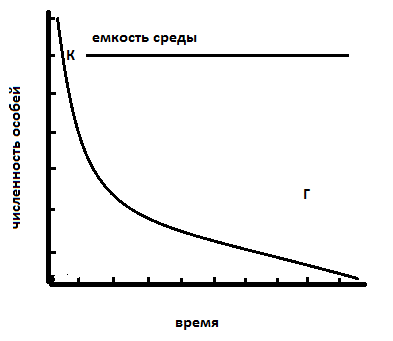 емкость среды
К
численность особей
Г
время